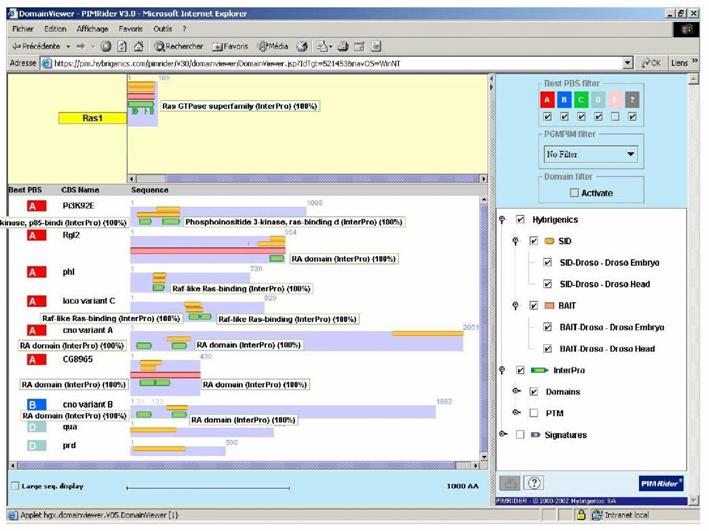 DomainViewer - PIMRider V3.0 - Microsoft Internet Explorer
Fichier Edition Affichage Favoris Outils ?
Précédente Rechercher Favoris Média
Adresse https://pim.hybrigenics.com/pimrider/V30/domainviewer/DomainViewer.jsp?IdTgt=521453&navOS=WinNT OK Liens »
1 189
Ras GTPase superfamily (InterPro) (100%)
Ras1
Best PBS CDS Name Sequence
A Pi3K92E 1 1088
kinase, p85-bindi (InterPro) (100%) Phosphoinositide 3-kinase, ras-binding d (InterPro) (100%)
A Rgl2 1 954
RA domain (InterPro) (100%)
A phl 1 739
Raf-like Ras-binding (InterPro) (100%)
A loco variant C 1 829
Raf-like Ras-binding (InterPro) (100%) Raf-like Ras-binding (InterPro) (100%)
A cno variant A 1 2051
RA domain (InterPro) (100%) RA domain (InterPro) (100%)
A CG8965 1 430
RA domain (InterPro) (100%) RA domain (InterPro) (100%)
B cno variant B 1 39 133 1882
RA domain (InterPro) (100%) RA domain (InterPro) (100%)
D qua 1
D prd 1 590
Large seq. display 1000 AA
Best PBS filter
A B C D E ?
PGMPIM filter
No Filter
Domain filter
Activate
Hybrigenics
SID
SID-Droso - Droso Embryo
SID-Droso - Droso Head
BAIT
BAIT-Droso - Droso Embryo
BAIT-Droso - Droso Head
InterPro
Domains
PTM
Signatures
?
PIMRider®
PIMRIDER - © 2000-2002 Hybrigenics SA
Applet hgx.domainviewer.V05.DomainViewer [1] Intranet local